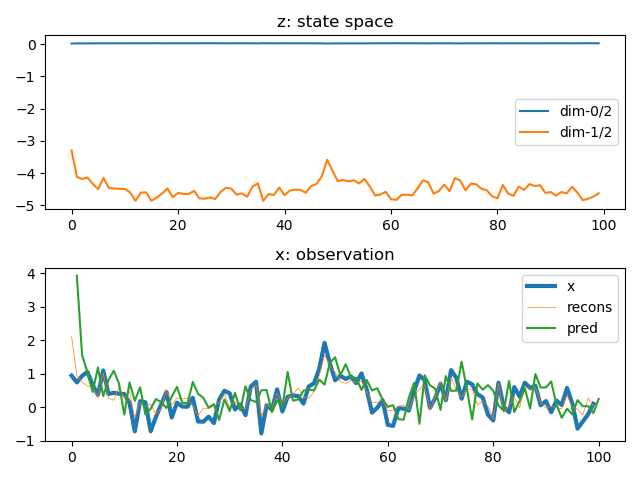 z: state space
0
−1
−2
−3
−4
−5
dim-0/2
dim-1/2
0 20 40 60 80 100
x: observation
4
3
2
1
0
−1
x
recons
pred
0 20 40 60 80 100